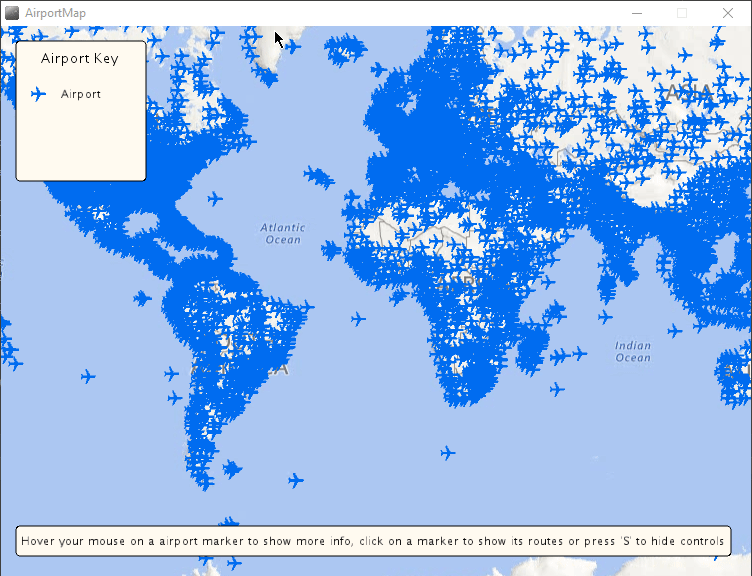 AirportMap
Airport Key
Airport
Atlantic
Ocean
Indian
Ocean
Hover your mouse on a airport marker to show more info, click on a marker to show its routes or press 'S' to hide controls